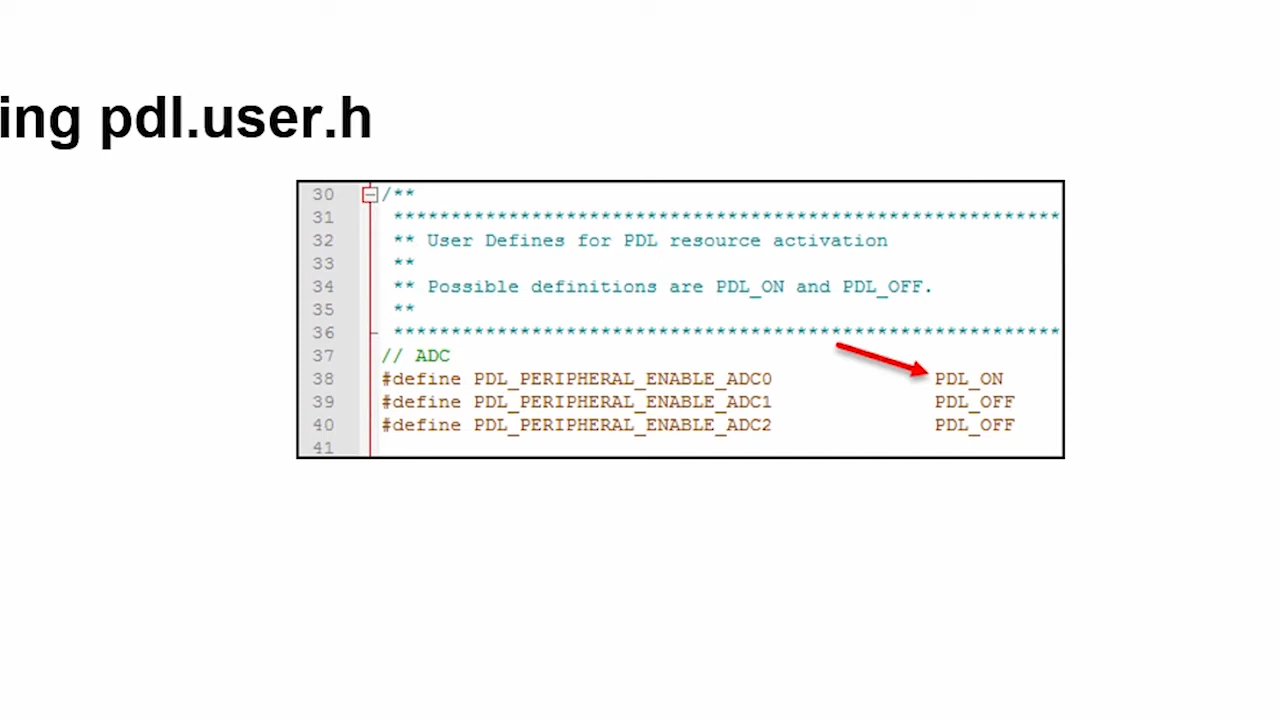 ing pdl.user.h
30 /**
31 **********************************************************
32 ** User Defines for PDL resource activation
33 **
34 ** Possible definitions are PDL_ON and PDL_OFF.
35 **
36 **********************************************************
37 // ADC
38 #define PDL_PERIPHERAL_ENABLE_ADC0 PDL_ON
39 #define PDL_PERIPHERAL_ENABLE_ADC1 PDL_OFF
40 #define PDL_PERIPHERAL_ENABLE_ADC2 PDL_OFF
41